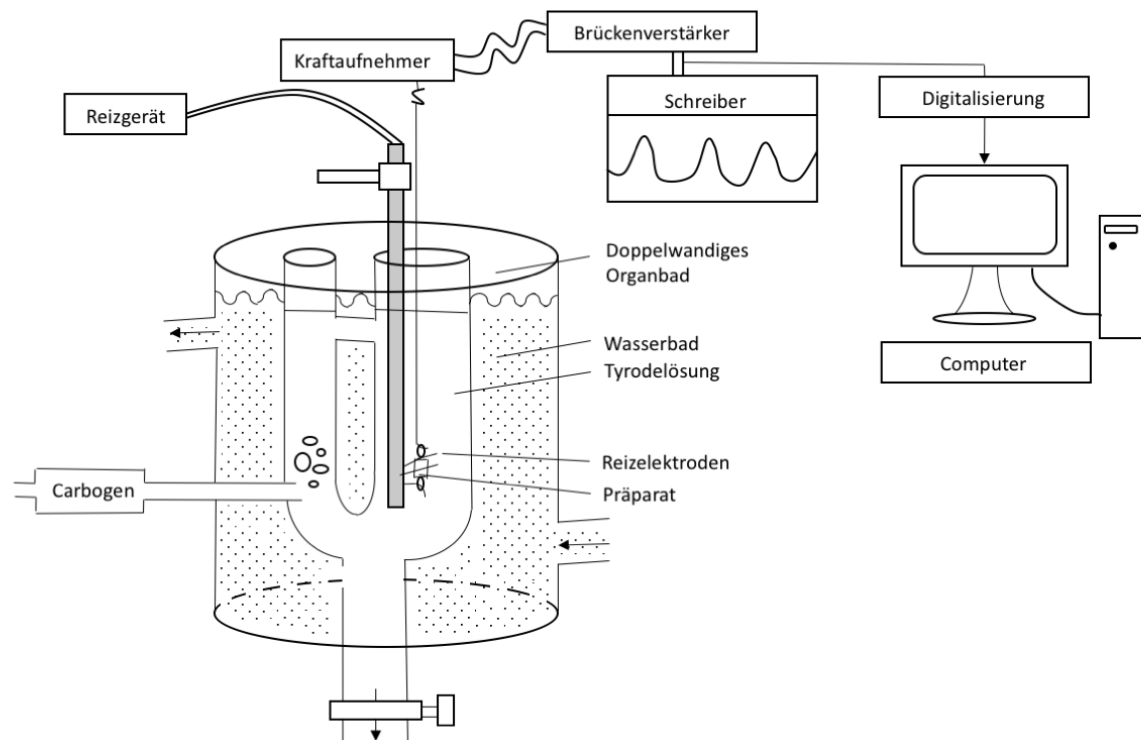 Brückenverstärker
Kraftaufnehmer
Reizgerät
Schreiber
Digitalisierung
Doppelwandiges
Organbad
Wasserbad
Tyrodelösung
Computer
Reizelektroden
Carbogen
Präparat